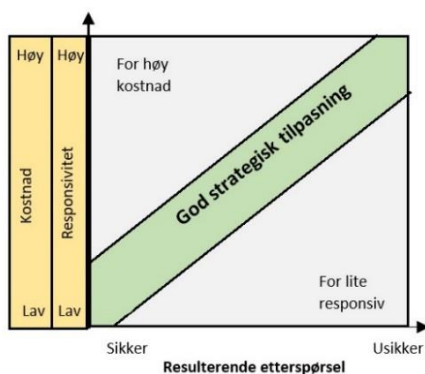 Høy
Høy
For høy
kostnad
God strategisk tilpasning
Kostnad
Responsivitet
For lite
responsiv
Lav
Lav
Sikker
Usikker
Resulterende etterspørsel